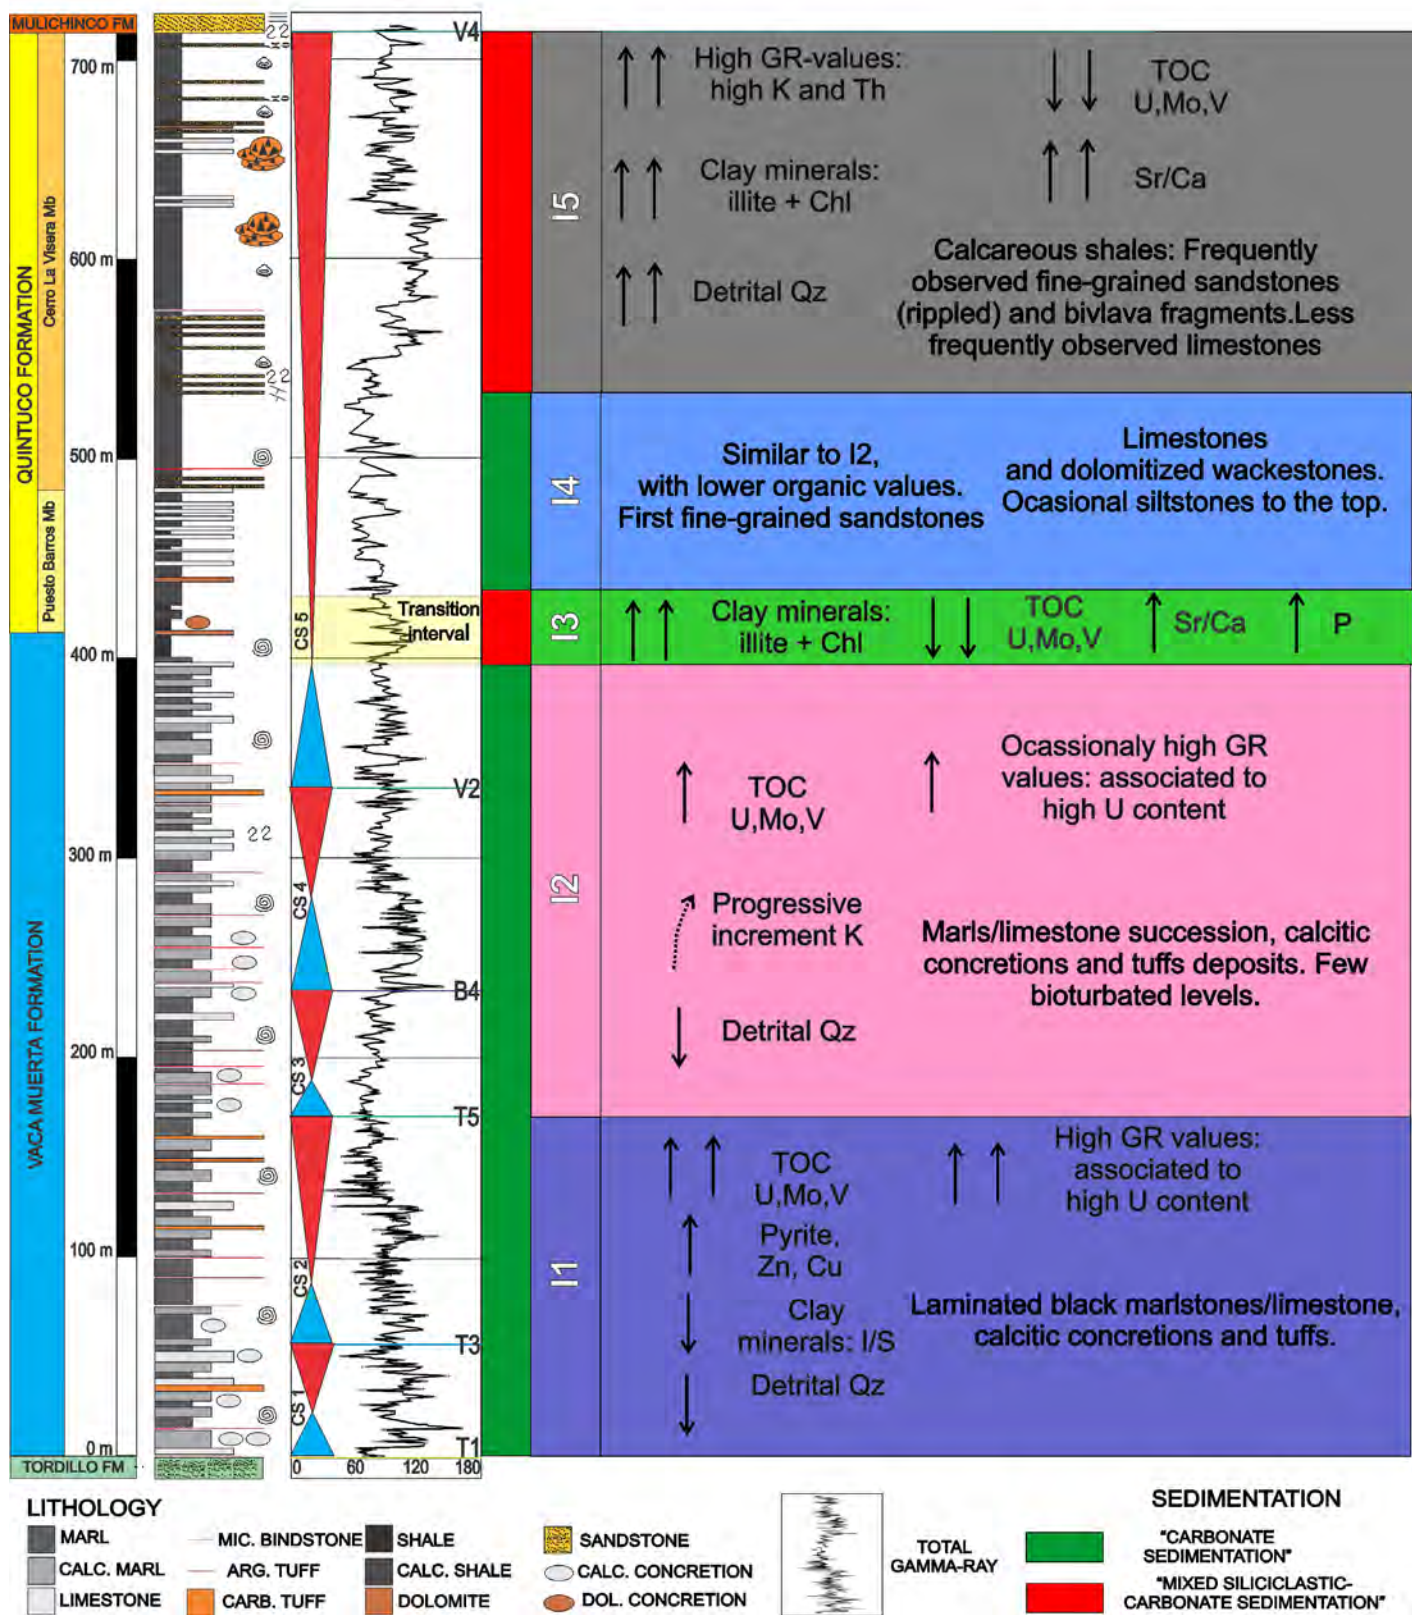 MULICHINCO FM
QUINTUCO FORMATION
Cerro La Visera Mb
Puesto Barros Mb
VACA MUERTA FORMATION
TORDILLO FM
700 m
600 m
500 m
400 m
300 m
200 m
100 m
0 m
CS 5
CS 4
CS 3
CS 2
CS 1
Transition
interval
V4
V2
B4
T5
T3
T1
0
60
120
180
I5
High GR-values:
high K and Th
TOC
U,Mo,V
Clay minerals:
illite + Chl
Sr/Ca
Detrital Qz
Calcareous shales: Frequently
observed fine-grained sandstones
(rippled) and bivlava fragments.Less
frequently observed limestones
I4
Similar to I2,
with lower organic values.
First fine-grained sandstones
Limestones
and dolomitized wackestones.
Ocasional siltstones to the top.
I3
Clay minerals:
illite + Chl
TOC
U,Mo,V
Sr/Ca
P
I2
TOC
U,Mo,V
Ocassionaly high GR
values: associated to
high U content
Progressive
increment K
Detrital Qz
Marls/limestone succession, calcitic
concretions and tuffs deposits. Few
bioturbated levels.
I1
TOC
U,Mo,V
High GR values:
associated to
high U content
Pyrite,
Zn, Cu
Clay
minerals: I/S
Detrital Qz
Laminated black marlstones/limestone,
calcitic concretions and tuffs.
LITHOLOGY
MARL
CALC. MARL
LIMESTONE
MIC. BINDSTONE
ARG. TUFF
CARB. TUFF
SHALE
CALC. SHALE
DOLOMITE
SANDSTONE
CALC. CONCRETION
DOL. CONCRETION
TOTAL
GAMMA-RAY
SEDIMENTATION
"CARBONATE
SEDIMENTATION"
"MIXED SILICICLASTIC-
CARBONATE SEDIMENTATION"